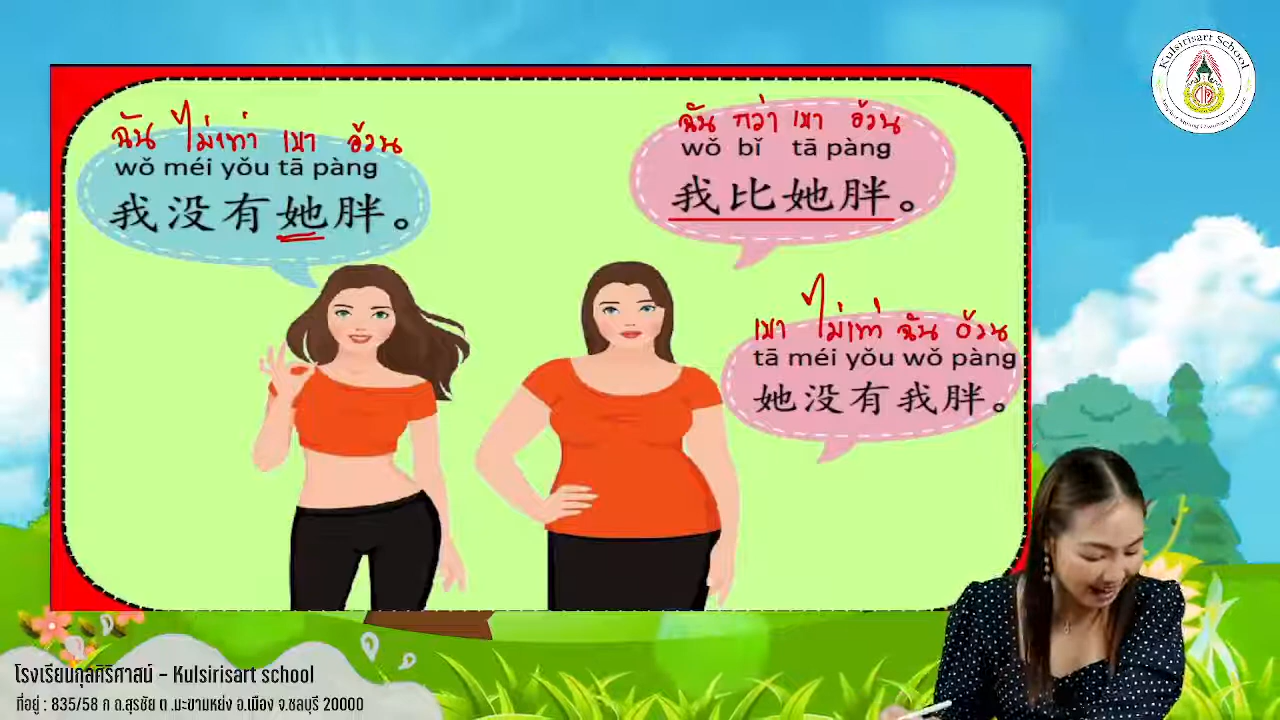 ฉัน ไม่เท่า เขา อ้วน
wǒ méi yǒu tā pàng
我没有她胖。
ฉัน กว่า เขา อ้วน
wǒ bǐ tā pàng
我比她胖。
เขา ไม่เท่า ฉัน อ้วน
tā méi yǒu wǒ pàng
她没有我胖。
Kulsirisart School
โรงเรียนกุลศิริศาสน์ - Kulsirisart school
ที่อยู่ : 835/58 ก ถ.สุรชัย ต .มะขามหย่ง อ.เมือง จ.ชลบุรี 20000